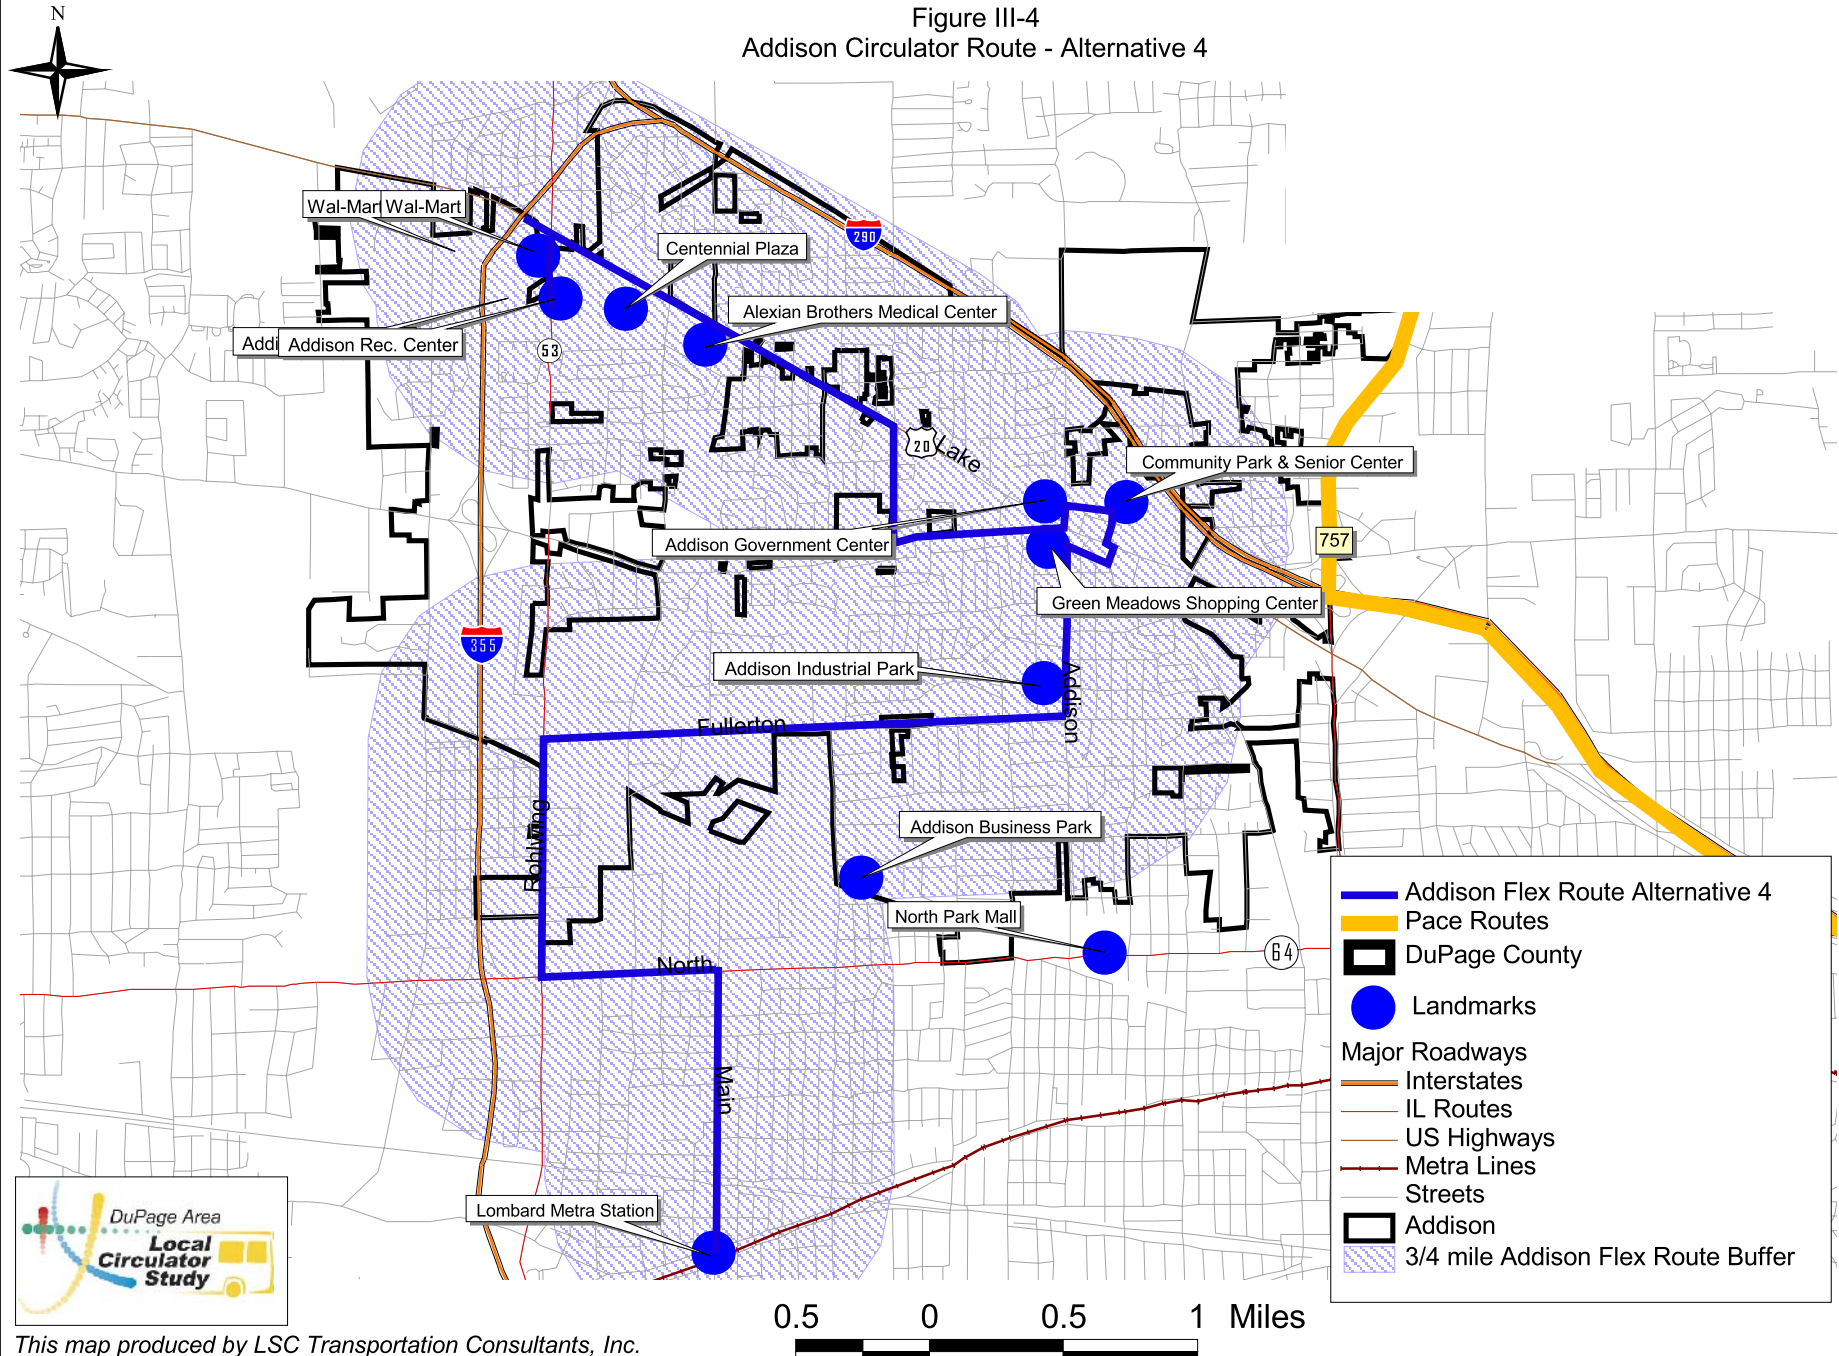 Figure III-4
Addison Circulator Route - Alternative 4
N
Wal-Mar
Wal-Mart
Centennial Plaza
290
Alexian Brothers Medical Center
Addi
Addison Rec. Center
53
20
Lake
Community Park & Senior Center
Addison Government Center
757
Green Meadows Shopping Center
355
Addison Industrial Park
Addison
Fullerton
Rohlwing
Addison Business Park
North Park Mall
64
North
Main
Lombard Metra Station
Addison Flex Route Alternative 4
Pace Routes
DuPage County
Landmarks
Major Roadways
Interstates
IL Routes
US Highways
Metra Lines
Streets
Addison
3/4 mile Addison Flex Route Buffer
DuPage Area
Local
Circulator
Study
0.5 0 0.5 1 Miles
This map produced by LSC Transportation Consultants, Inc.